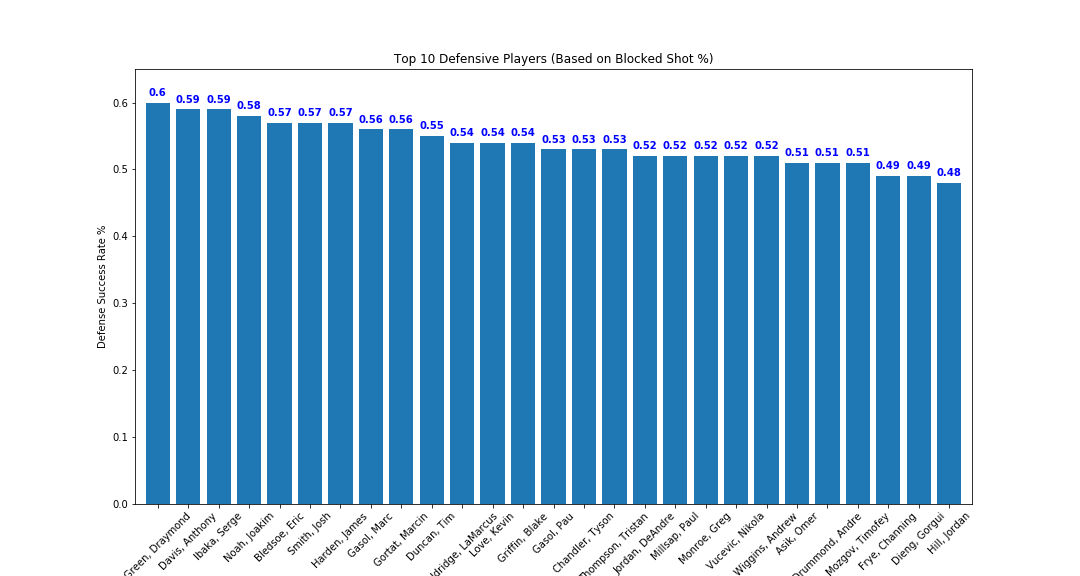 Top 10 Defensive Players (Based on Blocked Shot %)
Defense Success Rate %
0.6
0.5
0.4
0.3
0.2
0.1
0.0
0.6 0.59 0.59 0.58 0.57 0.57 0.57 0.56 0.56 0.55 0.54 0.54 0.54 0.53 0.53 0.53 0.52 0.52 0.52 0.52 0.52 0.51 0.51 0.51 0.49 0.49 0.48
Green, Draymond
Davis, Anthony
Ibaka, Serge
Noah, Joakim
Bledsoe, Eric
Smith, Josh
Harden, James
Gasol, Marc
Gortat, Marcin
Duncan, Tim
ldridge, LaMarcus
Love, Kevin
Griffin, Blake
Gasol, Pau
Chandler, Tyson
hompson, Tristan
Jordan, DeAndre
Millsap, Paul
Monroe, Greg
Vucevic, Nikola
Wiggins, Andrew
Asik, Omer
Drummond, Andre
Mozgov, Timofey
Frye, Channing
Dieng, Gorgui
Hill, Jordan